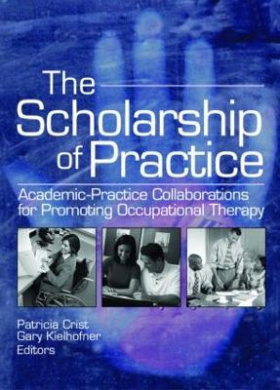 The
Scholarship
of Practice
Academic-Practice Collaborations
for Promoting Occupational Therapy
Patricia Crist
Gary Kielhofner
Editors